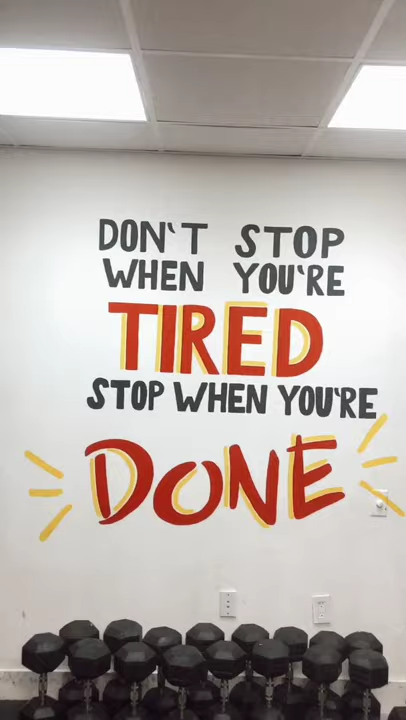 DON'T STOP
WHEN YOU'RE
TIRED
STOP WHEN YOU'RE
DONE